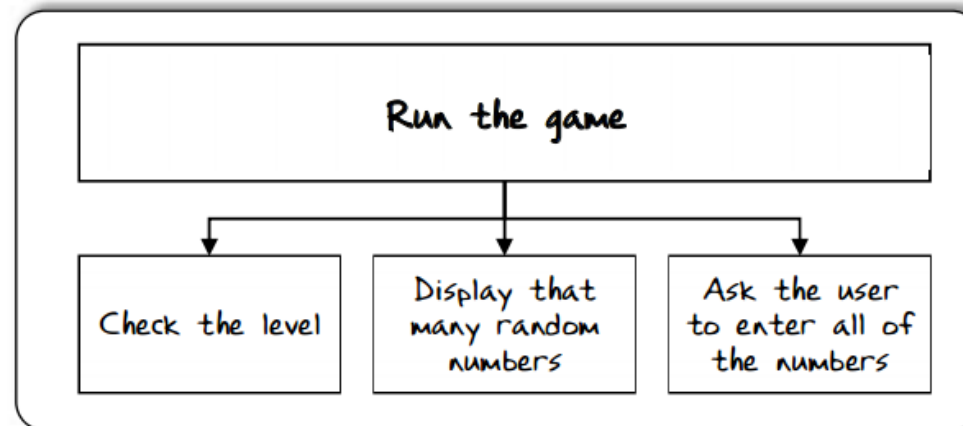 Run the game
Check the level
Display that
many random
numbers
Ask the user
to enter all of
the numbers